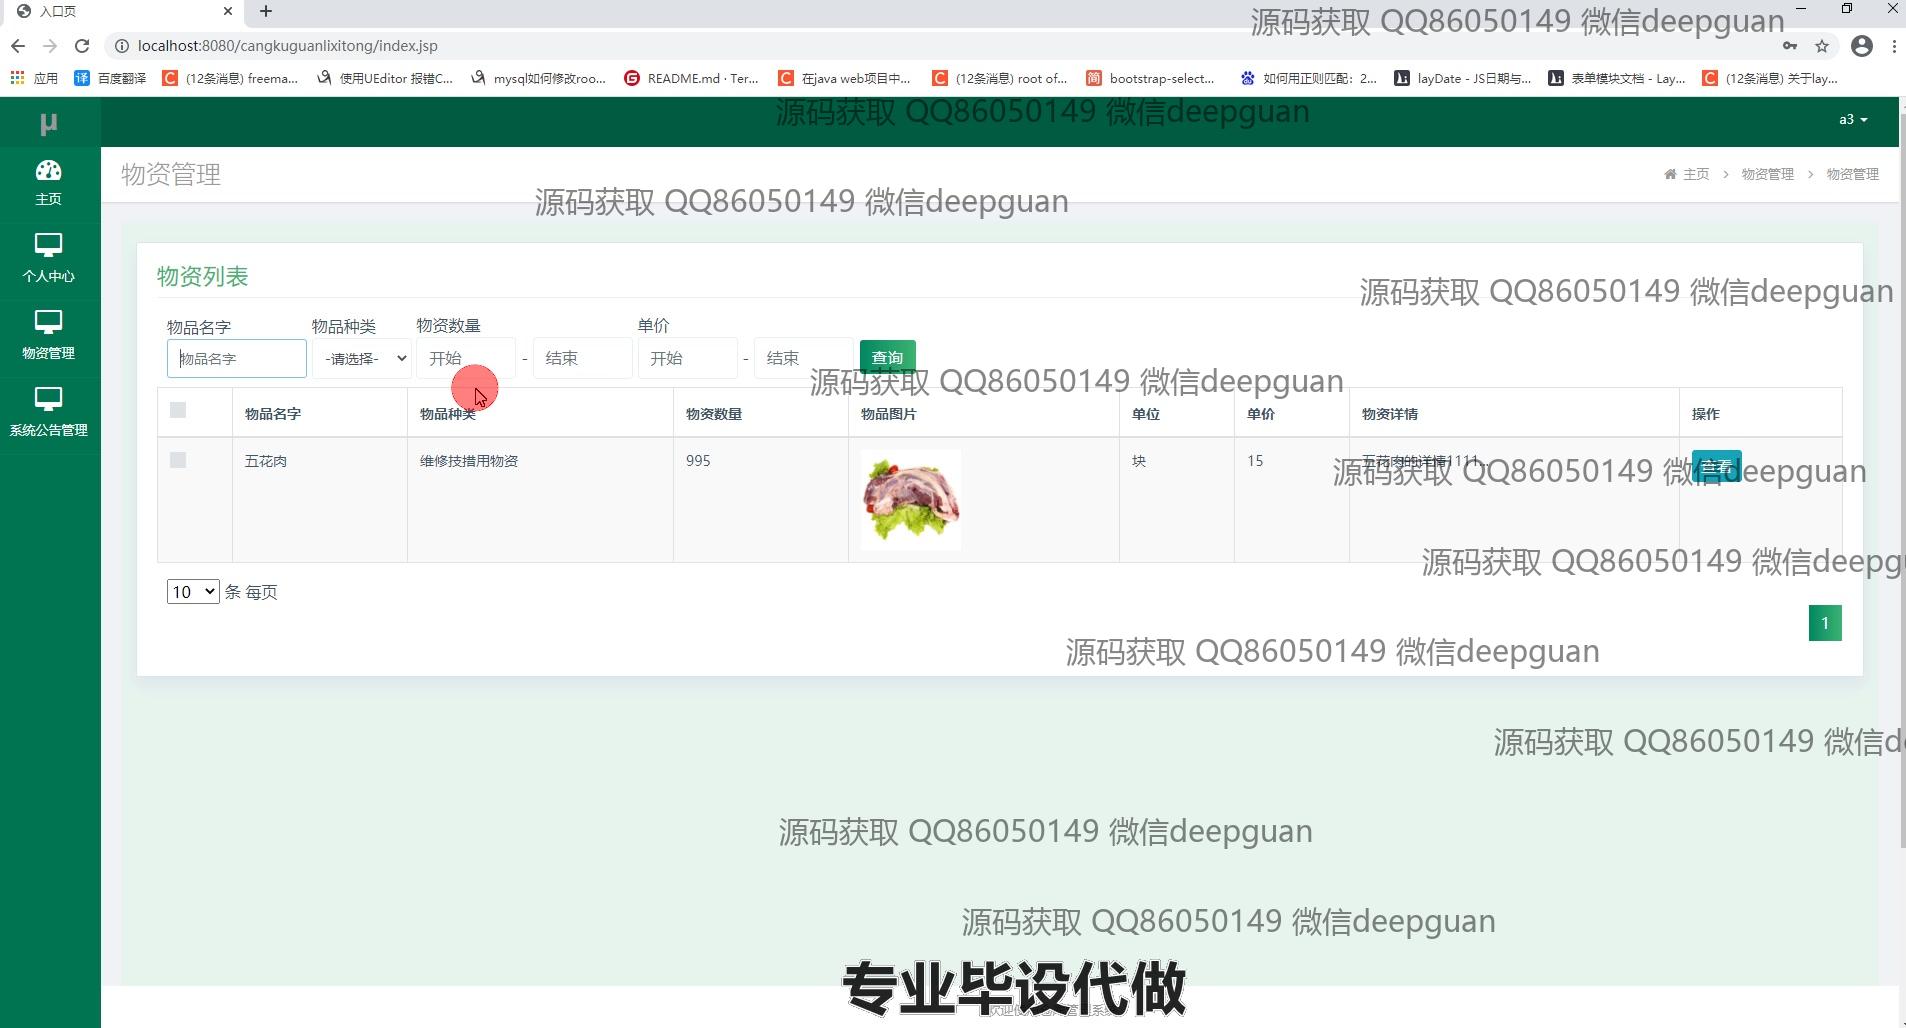 入口页
localhost:8080/cangkuguanlixitong/index.jsp
源码获取 QQ86050149 微信deepguan
应用 百度翻译 (12条消息) freema... 使用UEditor 报错C... mysql如何修改roo... README.md · Ter... 在java web项目中... (12条消息) root of... bootstrap-select... 如何用正则匹配：2... layDate - JS日期与... 表单模块文档 - Lay... (12条消息) 关于lay...
μ
源码获取 QQ86050149 微信deepguan
a3
主页
个人中心
物资管理
系统公告管理
物资管理
主页 > 物资管理 > 物资管理
源码获取 QQ86050149 微信deepguan
物资列表
源码获取 QQ86050149 微信deepguan
物品名字 物品种类 物资数量 单价
物品名字 -请选择- 开始 - 结束 开始 - 结束 查询
源码获取 QQ86050149 微信deepguan
物品名字 物品种类 物资数量 物品图片 单位 单价 物资详情 操作
五花肉 维修技措用物资 995 块 15 五花肉的详情1111... 查看
源码获取 QQ86050149 微信deepguan
源码获取 QQ86050149 微信deepg
10 条 每页
1
源码获取 QQ86050149 微信deepguan
源码获取 QQ86050149 微信d
源码获取 QQ86050149 微信deepguan
源码获取 QQ86050149 微信deepguan
专业毕设代做